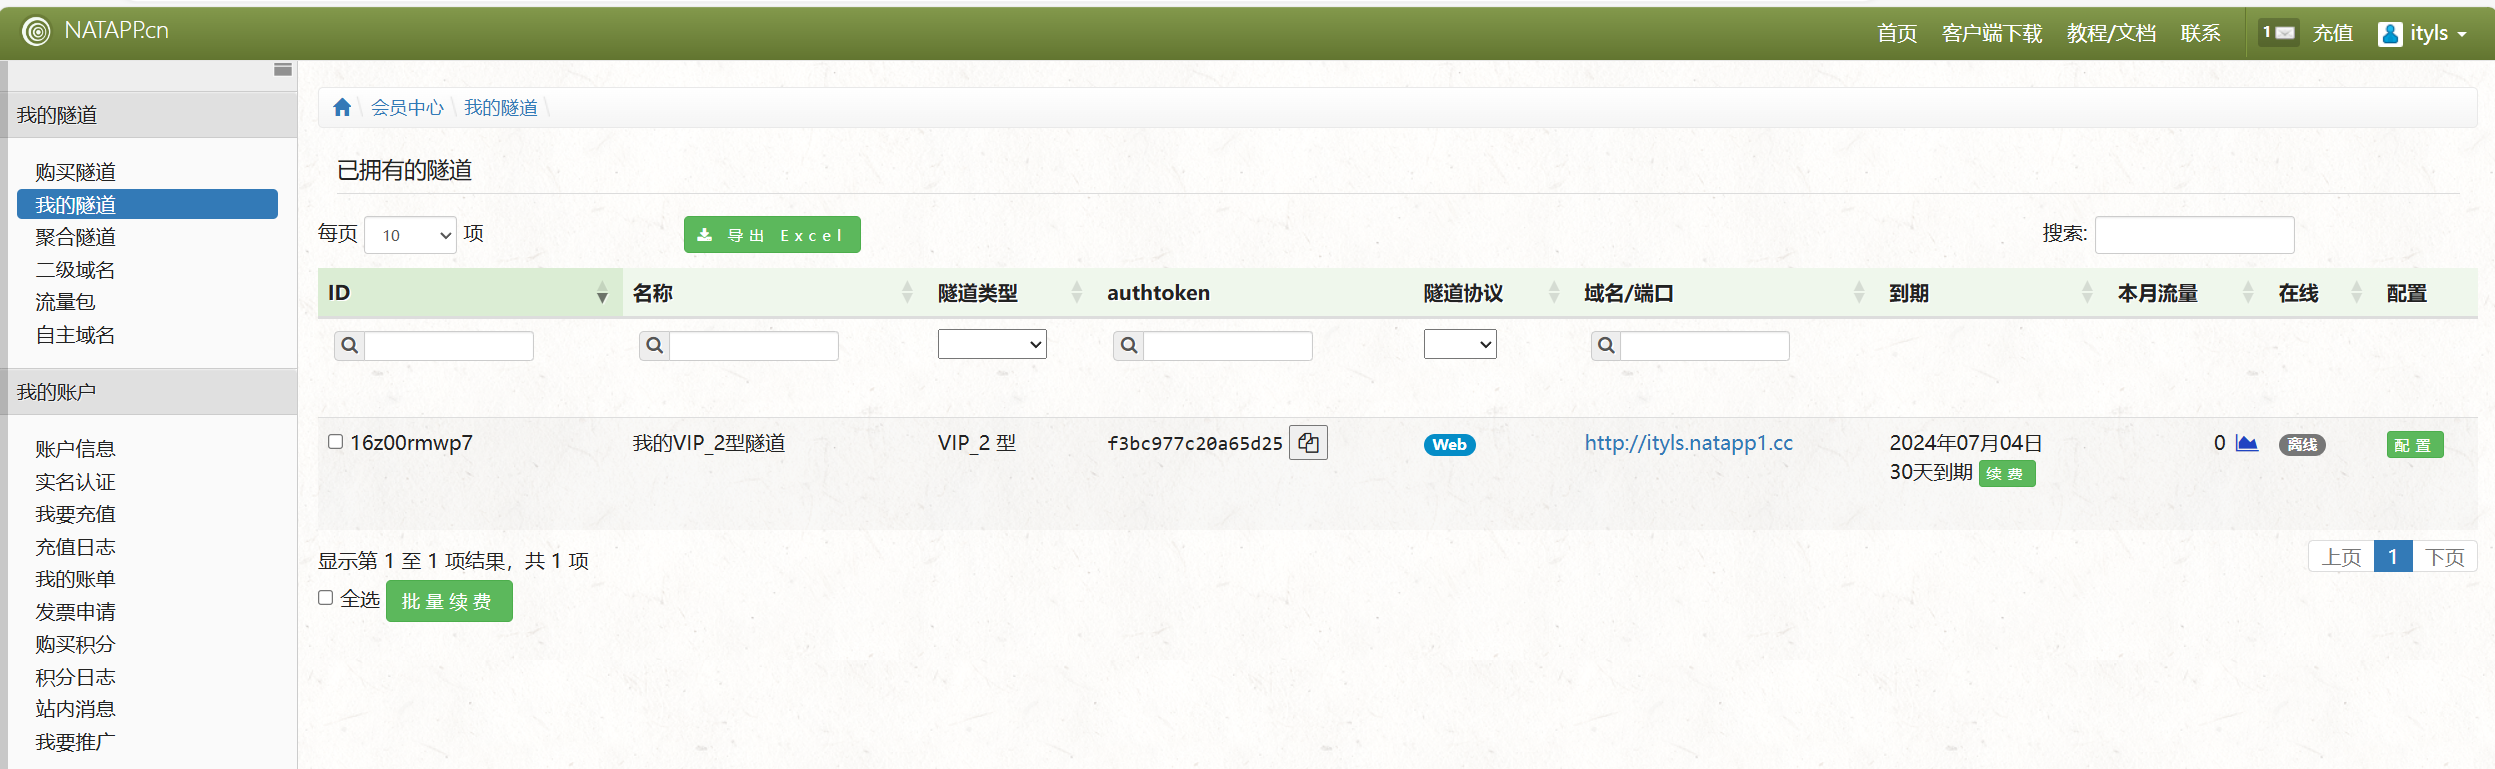 NATAPP.cn
首页 客户端下载 教程/文档 联系 1 充值 ityls
我的隧道
购买隧道
我的隧道
聚合隧道
二级域名
流量包
自主域名
我的账户
账户信息
实名认证
我要充值
充值日志
我的账单
发票申请
购买积分
积分日志
站内消息
我要推广
会员中心 \ 我的隧道 \
已拥有的隧道
每页 10 项 导出 Excel 搜索:
ID 名称 隧道类型 authtoken 隧道协议 域名/端口 到期 本月流量 在线 配置
16z00rmwp7 我的VIP_2型隧道 VIP_2 型 f3bc977c20a65d25 Web http://ityls.natapp1.cc 2024年07月04日 0 离线 配置
30天到期 续费
显示第 1 至 1 项结果，共 1 项 上页 1 下页
全选 批量续费